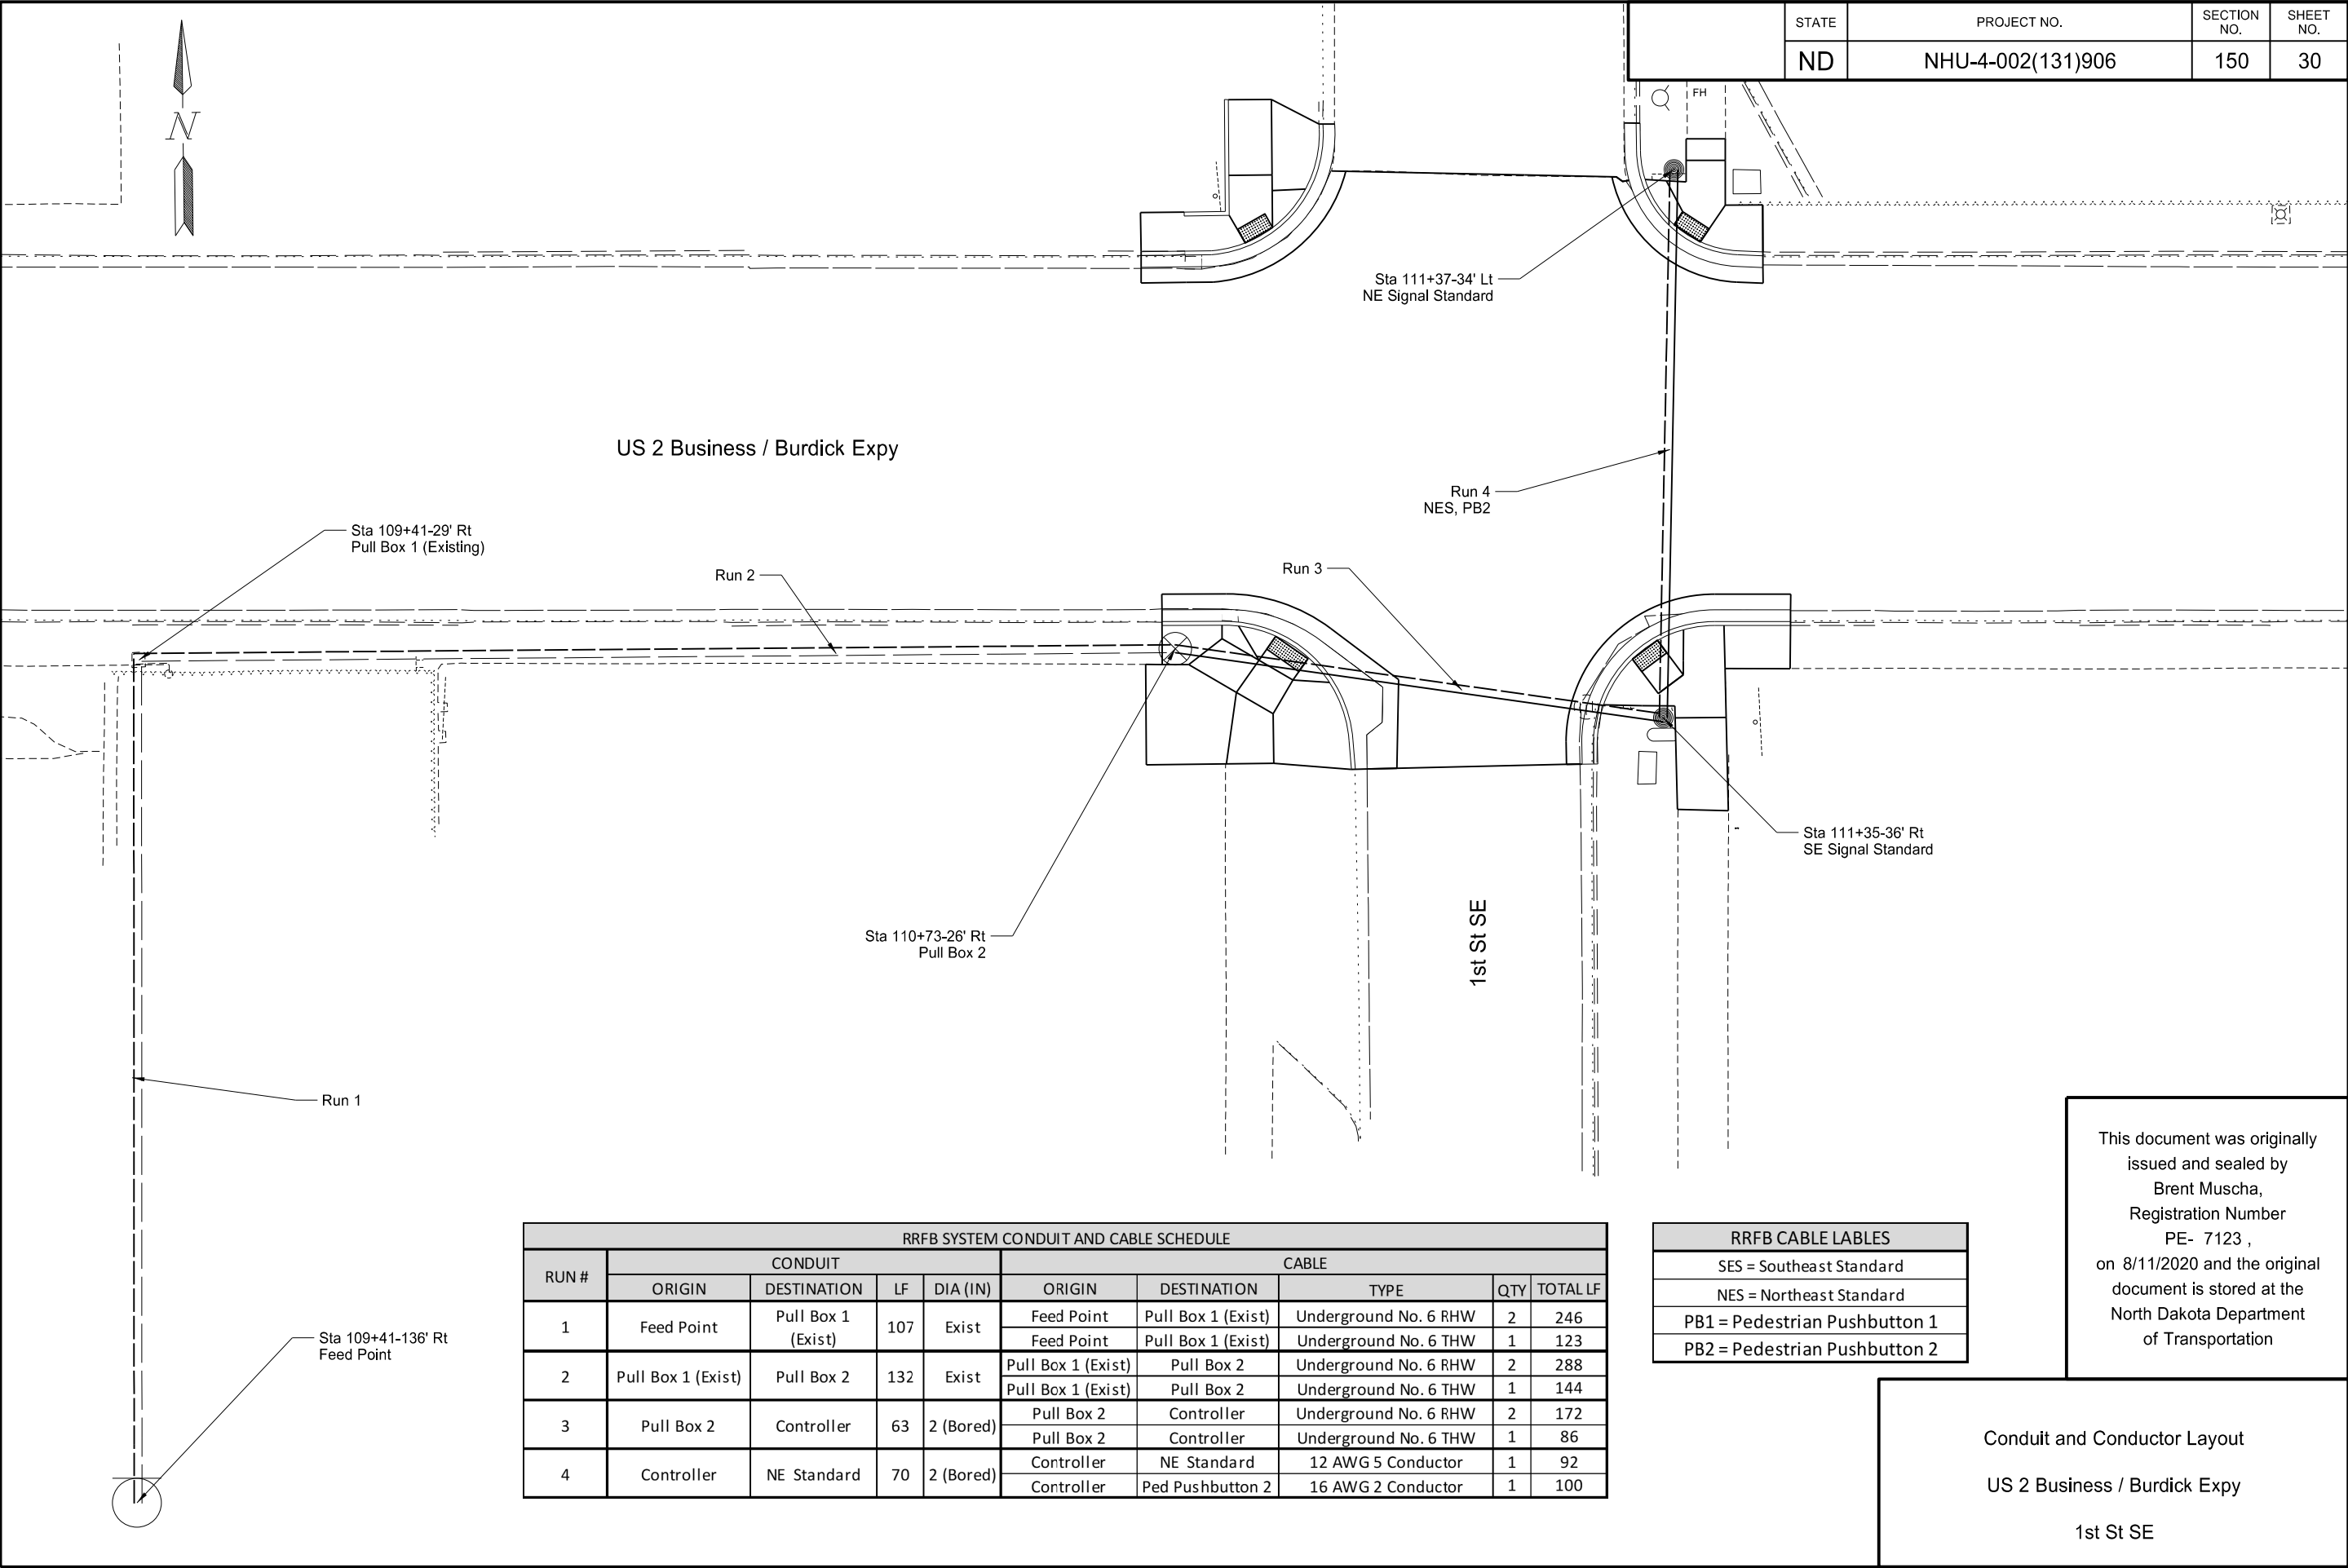 STATE PROJECT NO. SECTION NO. SHEET NO.
ND NHU-4-002(131)906 150 30
N
FH
Sta 111+37-34' Lt
NE Signal Standard
US 2 Business / Burdick Expy
Run 4
NES, PB2
Sta 109+41-29' Rt
Pull Box 1 (Existing)
Run 2
Run 3
Sta 111+35-36' Rt
SE Signal Standard
Sta 110+73-26' Rt
Pull Box 2
1st St SE
Run 1
Sta 109+41-136' Rt
Feed Point
RRFB SYSTEM CONDUIT AND CABLE SCHEDULE
RUN # CONDUIT CABLE
ORIGIN DESTINATION LF DIA (IN) ORIGIN DESTINATION TYPE QTY TOTAL LF
1 Feed Point Pull Box 1 (Exist) 107 Exist Feed Point Pull Box 1 (Exist) Underground No. 6 RHW 2 246
Feed Point Pull Box 1 (Exist) Underground No. 6 THW 1 123
2 Pull Box 1 (Exist) Pull Box 2 132 Exist Pull Box 1 (Exist) Pull Box 2 Underground No. 6 RHW 2 288
Pull Box 1 (Exist) Pull Box 2 Underground No. 6 THW 1 144
3 Pull Box 2 Controller 63 2 (Bored) Pull Box 2 Controller Underground No. 6 RHW 2 172
Pull Box 2 Controller Underground No. 6 THW 1 86
4 Controller NE Standard 70 2 (Bored) Controller NE Standard 12 AWG 5 Conductor 1 92
Controller Ped Pushbutton 2 16 AWG 2 Conductor 1 100
RRFB CABLE LABLES
SES = Southeast Standard
NES = Northeast Standard
PB1 = Pedestrian Pushbutton 1
PB2 = Pedestrian Pushbutton 2
This document was originally
issued and sealed by
Brent Muscha,
Registration Number
PE- 7123 ,
on 8/11/2020 and the original
document is stored at the
North Dakota Department
of Transportation
Conduit and Conductor Layout
US 2 Business / Burdick Expy
1st St SE